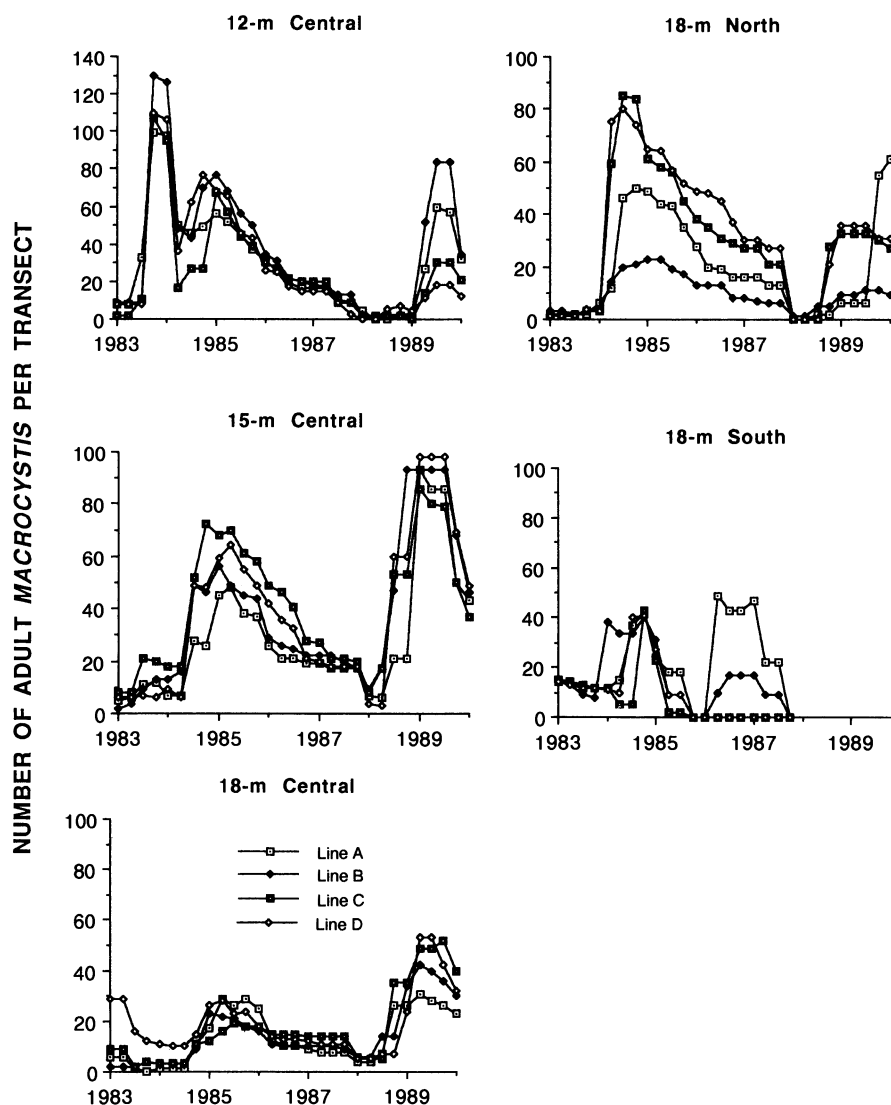 NUMBER OF ADULT MACROCYSTIS PER TRANSECT
12-m Central
140
120
100
80
60
40
20
0
1983 1985 1987 1989
18-m North
100
80
60
40
20
0
1983 1985 1987 1989
15-m Central
100
80
60
40
20
0
1983 1985 1987 1989
18-m South
100
80
60
40
20
0
1983 1985 1987 1989
18-m Central
100
80
60
40
20
0
1983 1985 1987 1989
Line A
Line B
Line C
Line D